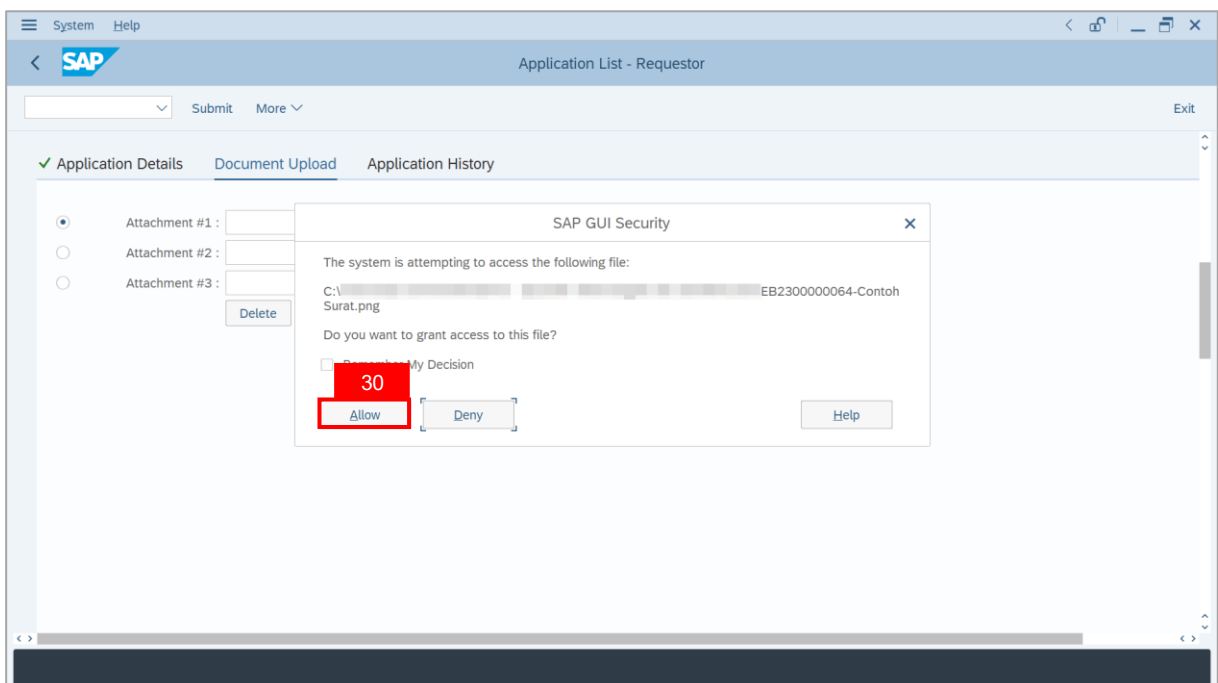 System Help
SAP
Application List - Requestor
Submit More
Exit
Application Details Document Upload Application History
Attachment #1 :
Attachment #2 :
Attachment #3 :
Delete
SAP GUI Security
The system is attempting to access the following file:
C:\ EB2300000064-Contoh
Surat.png
Do you want to grant access to this file?
Remember My Decision
30
Allow Deny Help